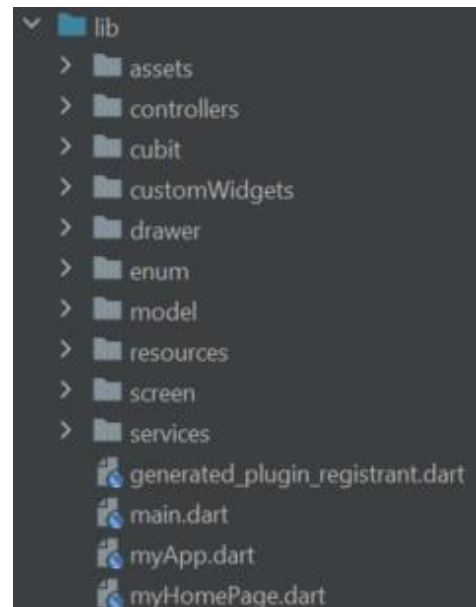 lib
assets
controllers
cubit
customWidgets
drawer
enum
model
resources
screen
services
generated_plugin_registrant.dart
main.dart
myApp.dart
myHomePage.dart